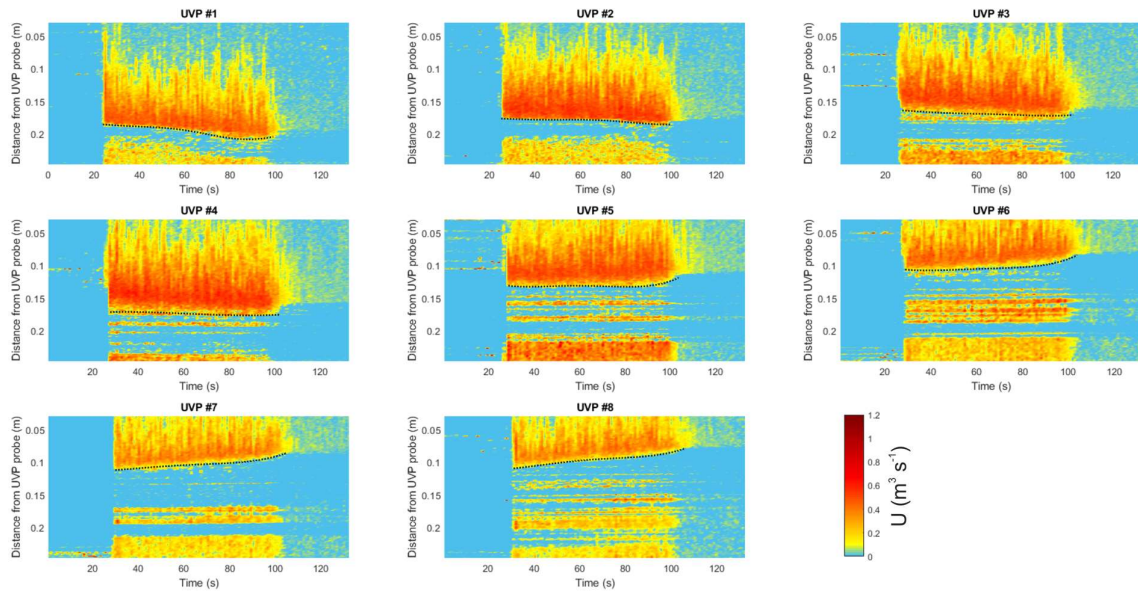 UVP #1 UVP #2 UVP #3
Distance from UVP probe (m) 0.05 0.1 0.15 0.2
0 20 40 60 80 100 120
Time (s)
Distance from UVP probe (m) 0.05 0.1 0.15 0.2
20 40 60 80 100 120
Time (s)
Distance from UVP probe (m) 0.05 0.1 0.15 0.2
20 40 60 80 100 120
Time (s)
UVP #4 UVP #5 UVP #6
Distance from UVP probe (m) 0.05 0.1 0.15 0.2
20 40 60 80 100 120
Time (s)
Distance from UVP probe (m) 0.05 0.1 0.15 0.2
20 40 60 80 100 120
Time (s)
Distance from UVP probe (m) 0.05 0.1 0.15 0.2
20 40 60 80 100 120
Time (s)
UVP #7 UVP #8
Distance from UVP probe (m) 0.05 0.1 0.15 0.2
20 40 60 80 100 120
Time (s)
Distance from UVP probe (m) 0.05 0.1 0.15 0.2
20 40 60 80 100 120
Time (s)
1.2
1
0.8
0.6
0.4
0.2
0
U (m³ s⁻¹)